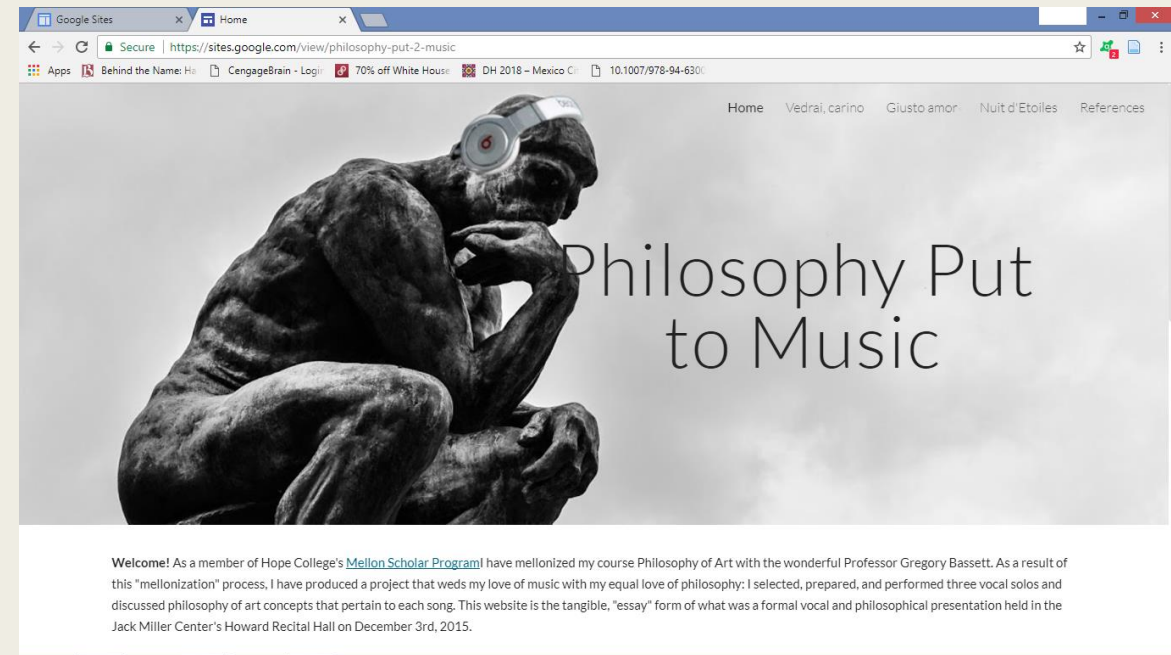 Google Sites
Home
Secure
https://sites.google.com/view/philosophy-put-2-music
2
Apps
Behind the Name: Ha
CengageBrain - Logir
70% off White House
DH 2018 – Mexico Ci
10.1007/978-94-6300
Home
Vedrai, carino
Giusto amor
Nuit d'Etoiles
References
Philosophy Put
to Music
Welcome! As a member of Hope College's Mellon Scholar ProgramI have mellonized my course Philosophy of Art with the wonderful Professor Gregory Bassett. As a result of
this "mellonization" process, I have produced a project that weds my love of music with my equal love of philosophy: I selected, prepared, and performed three vocal solos and
discussed philosophy of art concepts that pertain to each song. This website is the tangible, "essay" form of what was a formal vocal and philosophical presentation held in the
Jack Miller Center's Howard Recital Hall on December 3rd, 2015.